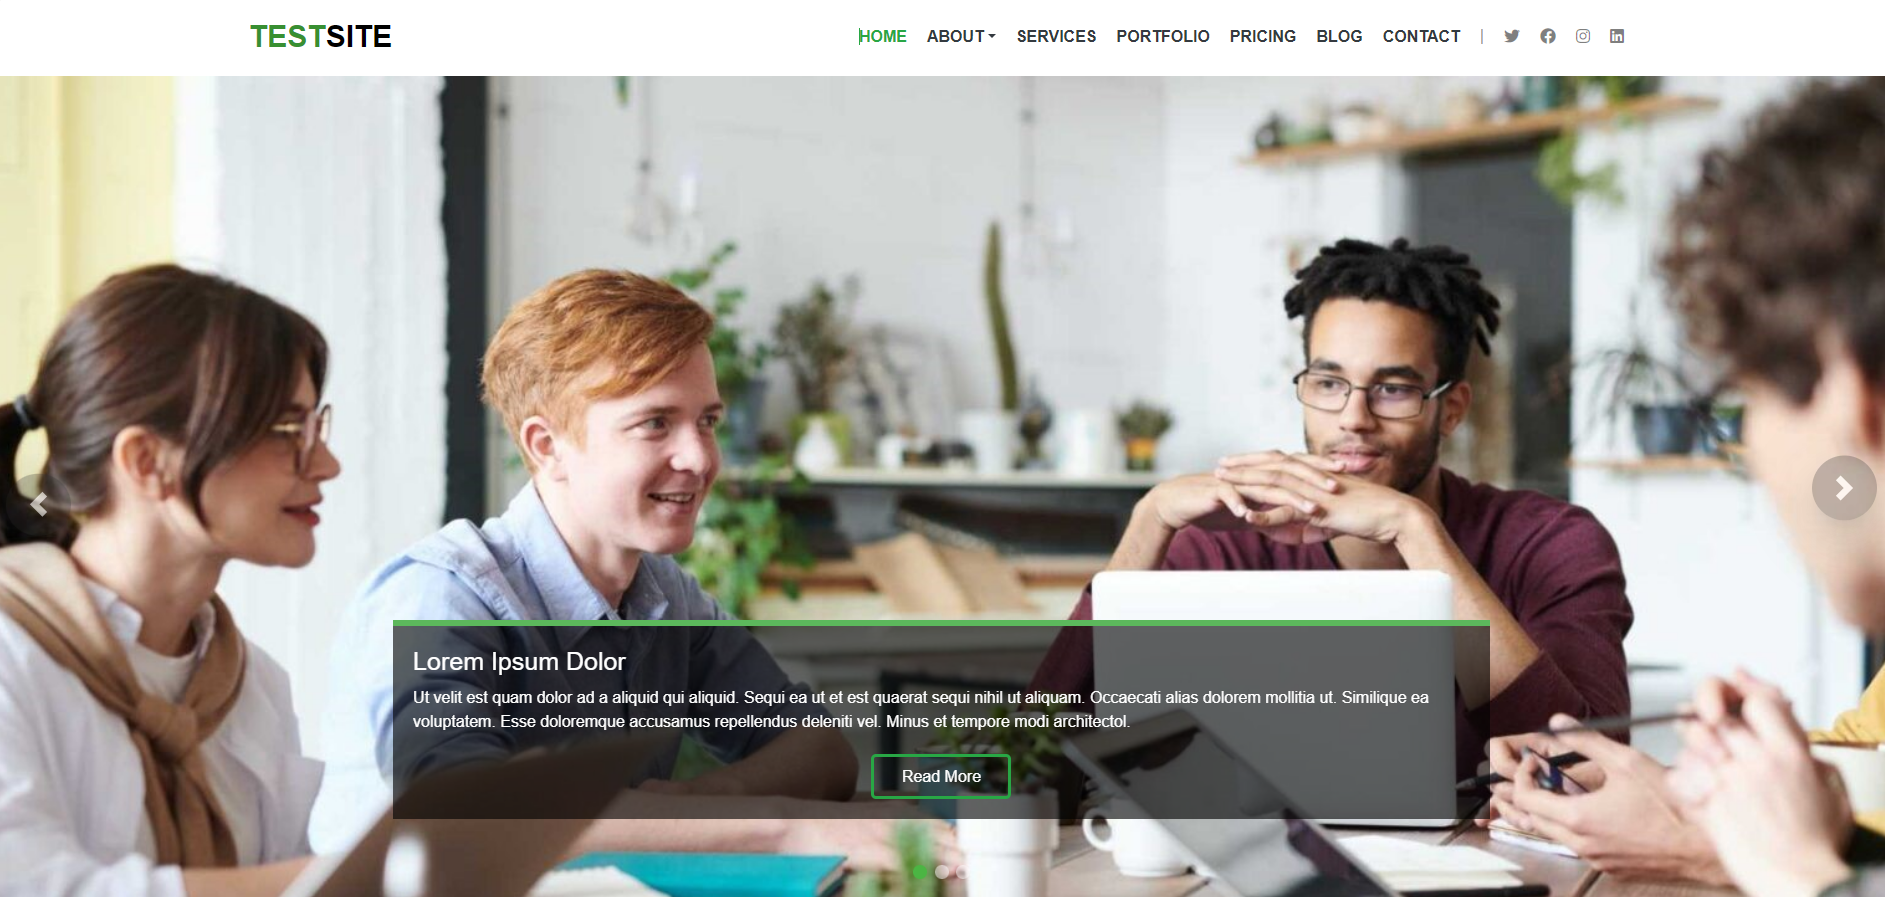 TESTSITE
HOME ABOUT SERVICES PORTFOLIO PRICING BLOG CONTACT |
Lorem Ipsum Dolor
Ut velit est quam dolor ad a aliquid qui aliquid. Sequi ea ut et est quaerat sequi nihil ut aliquam. Occaecati alias dolorem mollitia ut. Similique ea
voluptatem. Esse doloremque accusamus repellendus deleniti vel. Minus et tempore modi architectol.
Read More